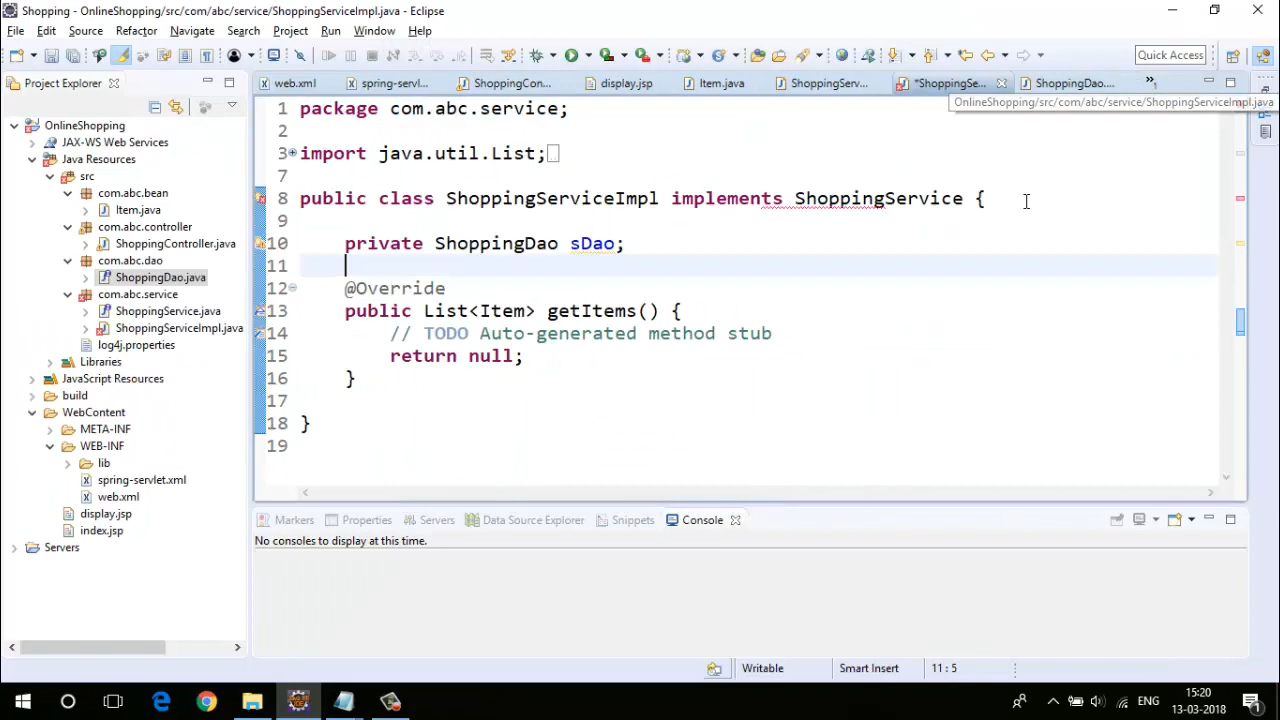 Shopping - OnlineShopping/src/com/abc/service/ShoppingServiceImpl.java - Eclipse
File Edit Source Refactor Navigate Search Project Run Window Help
Quick Access
Project Explorer
web.xml spring-servl... ShoppingCon... display.jsp Item.java ShoppingServ... *ShoppingSe... ShoppingDao.... »1
OnlineShopping/src/com/abc/service/ShoppingServiceImpl.java
OnlineShopping
JAX-WS Web Services
Java Resources
src
com.abc.bean
Item.java
com.abc.controller
ShoppingController.java
com.abc.dao
ShoppingDao.java
com.abc.service
ShoppingService.java
ShoppingServiceImpl.java
log4j.properties
Libraries
JavaScript Resources
build
WebContent
META-INF
WEB-INF
lib
spring-servlet.xml
web.xml
display.jsp
index.jsp
Servers
1 package com.abc.service;
2
3 import java.util.List;
7
8 public class ShoppingServiceImpl implements ShoppingService {
9
10 private ShoppingDao sDao;
11
12 @Override
13 public List<Item> getItems() {
14 // TODO Auto-generated method stub
15 return null;
16 }
17
18 }
19
Markers Properties Servers Data Source Explorer Snippets Console
No consoles to display at this time.
Writable Smart Insert 11 : 5
ENG
15:20
13-03-2018
1